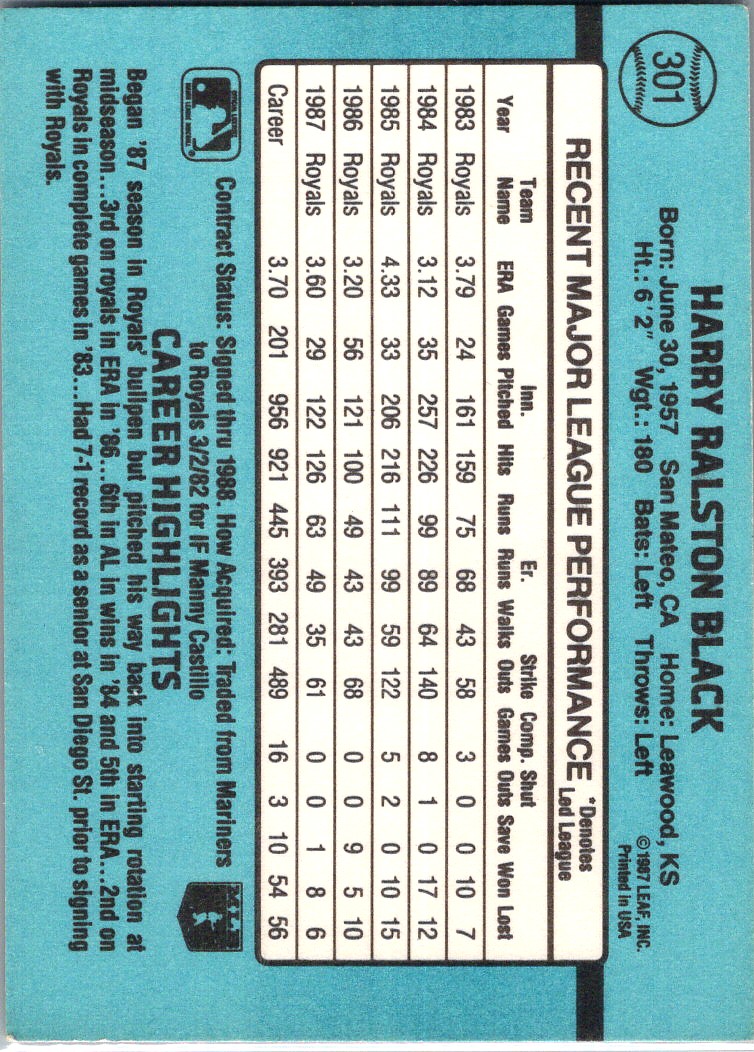 301
HARRY RALSTON BLACK
Born: June 30, 1957 San Mateo, CA Home: Leawood, KS
Ht.: 6'2" Wgt.: 180 Bats: Left Throws: Left
©1987 LEAF, INC.
Printed in USA
RECENT MAJOR LEAGUE PERFORMANCE *Denotes
Led League
Team Inn. Er. Strike Comp. Shut
Year Name ERA Games Pitched Hits Runs Runs Walks Outs Games Outs Save Won Lost
1983 Royals 3.79 24 161 159 75 68 43 58 3 0 0 10 7
1984 Royals 3.12 35 257 226 99 89 64 140 8 1 0 17 12
1985 Royals 4.33 33 206 216 111 99 59 122 5 2 0 10 15
1986 Royals 3.20 56 121 100 49 43 43 68 0 0 9 5 10
1987 Royals 3.60 29 122 126 63 49 35 61 0 0 1 8 6
Career 3.70 201 956 921 445 393 281 489 16 3 10 54 56
Contract Status: Signed thru 1988. How Acquired: Traded from Mariners
to Royals 3/2/82 for IF Manny Castillo
MLB
CAREER HIGHLIGHTS
Began '87 season in Royals' bullpen but pitched his way back into starting rotation at
midseason...3rd on royals in ERA in '86...6th in AL in wins in '84 and 5th in ERA...2nd on
Royals in complete games in '83...Had 7-1 record as a senior at San Diego St. prior to signing
with Royals.